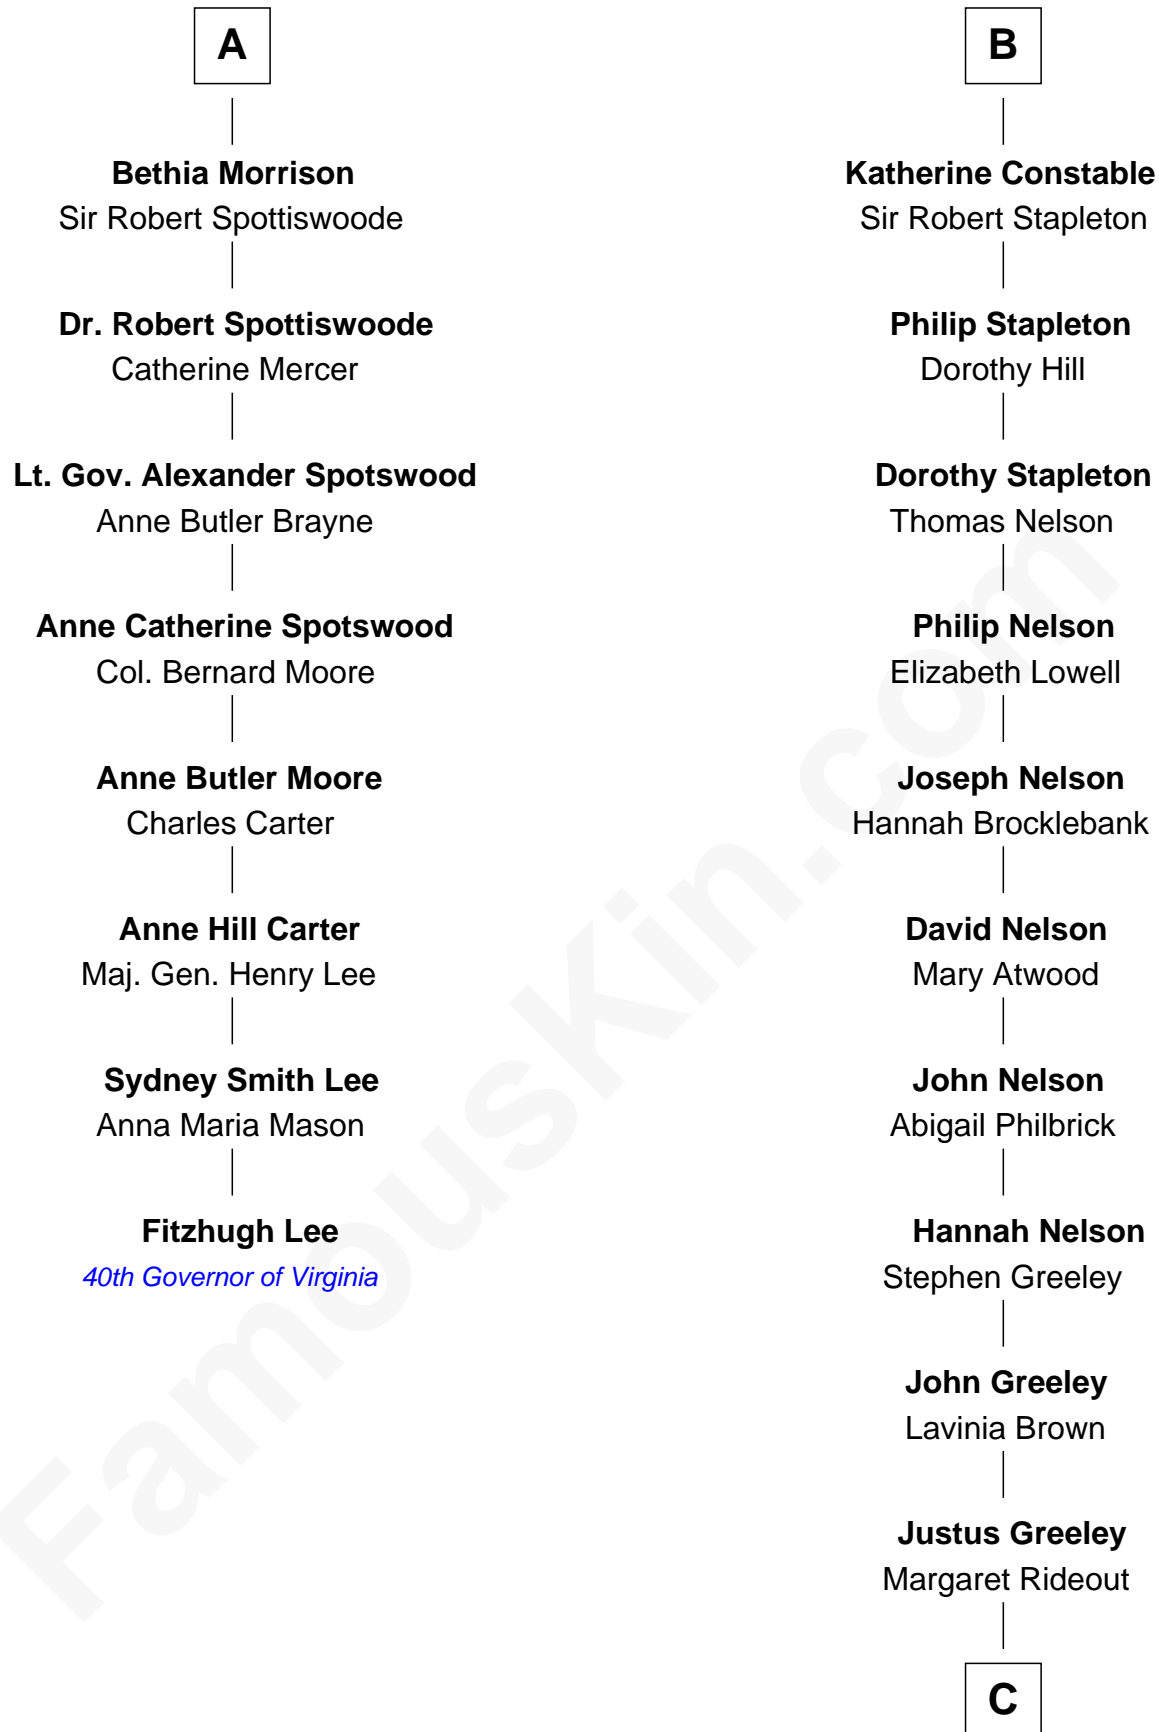 A
Bethia Morrison
Sir Robert Spottiswoode
Dr. Robert Spottiswoode
Catherine Mercer
Lt. Gov. Alexander Spotswood
Anne Butler Brayne
Anne Catherine Spotswood
Col. Bernard Moore
Anne Butler Moore
Charles Carter
Anne Hill Carter
Maj. Gen. Henry Lee
Sydney Smith Lee
Anna Maria Mason
Fitzhugh Lee
40th Governor of Virginia
B
Katherine Constable
Sir Robert Stapleton
Philip Stapleton
Dorothy Hill
Dorothy Stapleton
Thomas Nelson
Philip Nelson
Elizabeth Lowell
Joseph Nelson
Hannah Brocklebank
David Nelson
Mary Atwood
John Nelson
Abigail Philbrick
Hannah Nelson
Stephen Greeley
John Greeley
Lavinia Brown
Justus Greeley
Margaret Rideout
C
FamousKin.com